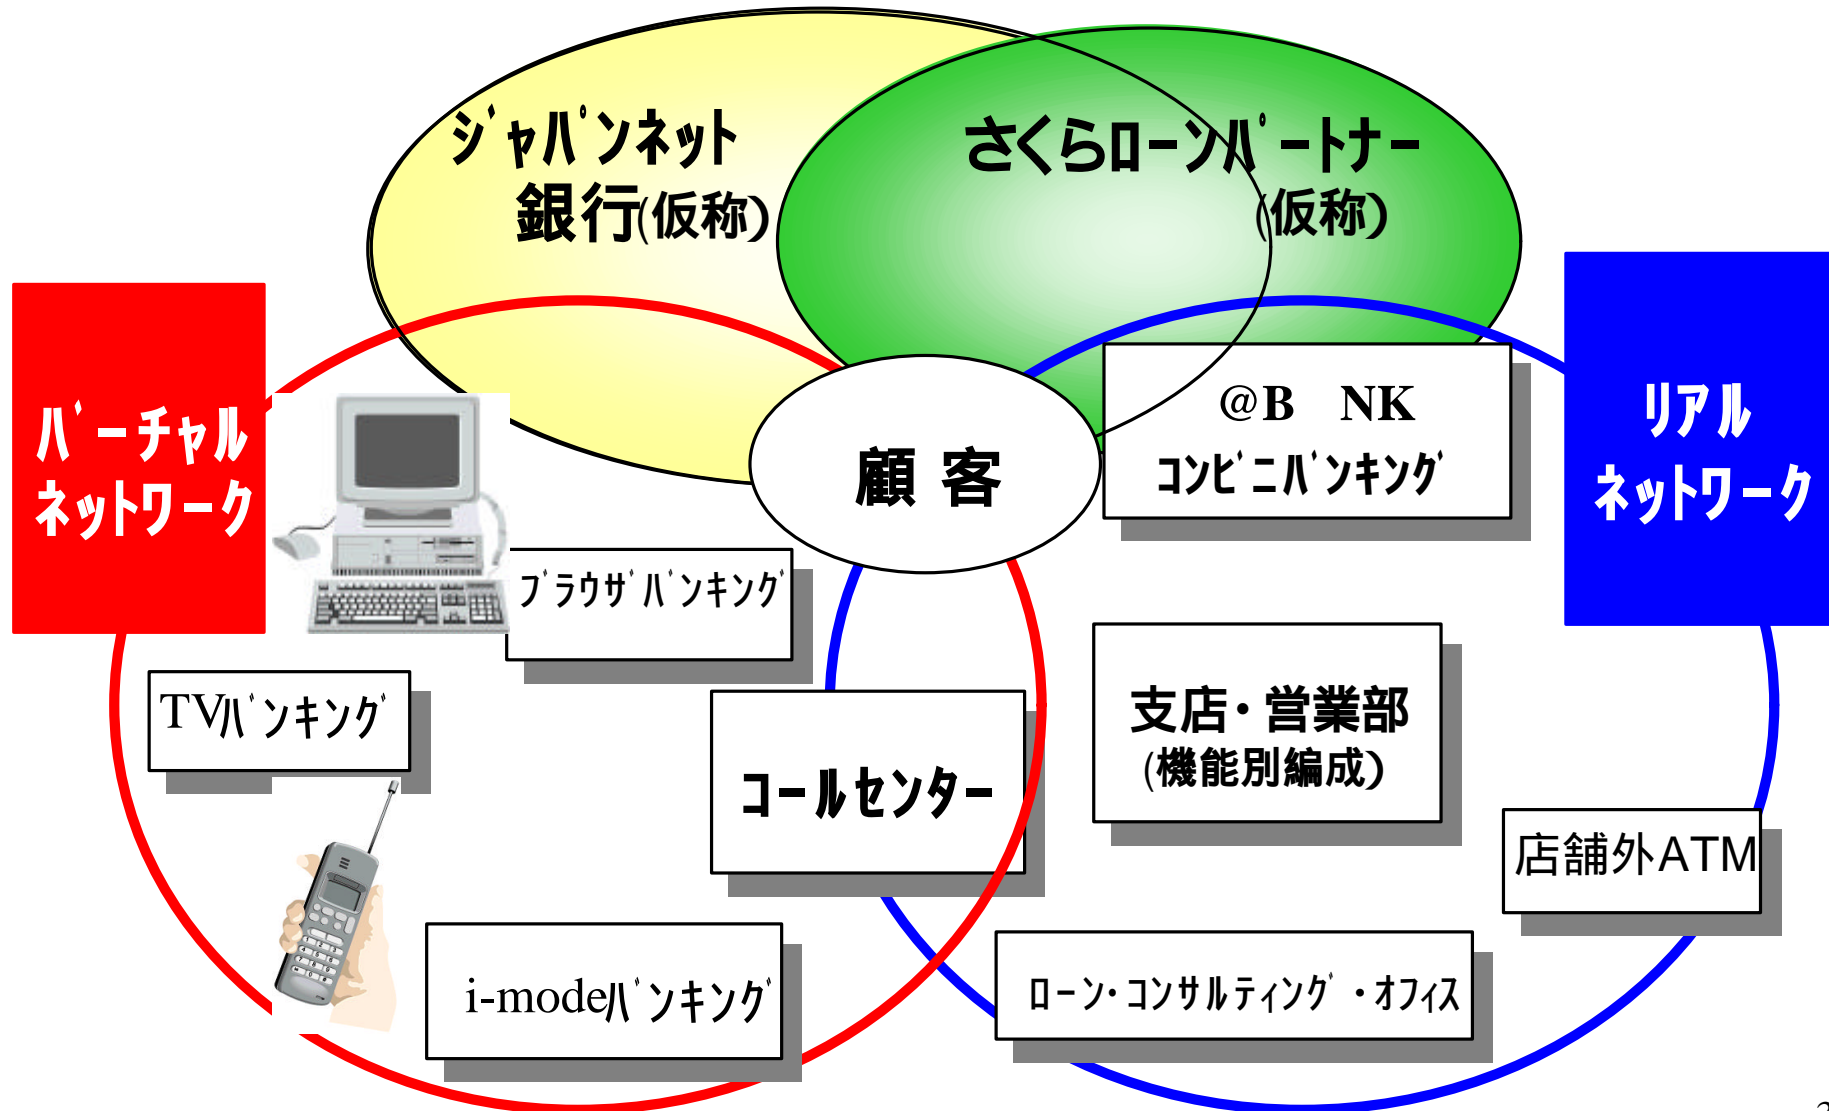 ｼﾞｬﾊﾟﾝﾈｯﾄ
銀行(仮称)
さくらﾛｰﾝﾊﾟｰﾄﾅｰ
(仮称)
ﾊﾞｰﾁｬﾙ
ﾈｯﾄﾜｰｸ
ﾘｱﾙ
ﾈｯﾄﾜｰｸ
@B NK
ｺﾝﾋﾞﾆﾊﾞﾝｷﾝｸﾞ
顧 客
ﾌﾞﾗｳｻﾞﾊﾞﾝｷﾝｸﾞ
TVﾊﾞﾝｷﾝｸﾞ
支店・営業部
(機能別編成)
ｺｰﾙｾﾝﾀｰ
店舗外ATM
i-modeﾊﾞﾝｷﾝｸﾞ
ﾛｰﾝ・ｺﾝｻﾙﾃｨﾝｸﾞ・ｵﾌｨｽ